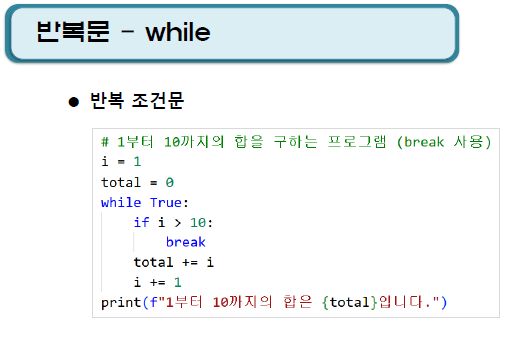 반복문 - while
● 반복 조건문
# 1부터 10까지의 합을 구하는 프로그램 (break 사용)
i = 1
total = 0
while True:
    if i > 10:
        break
    total += i
    i += 1
print(f"1부터 10까지의 합은 {total}입니다.")